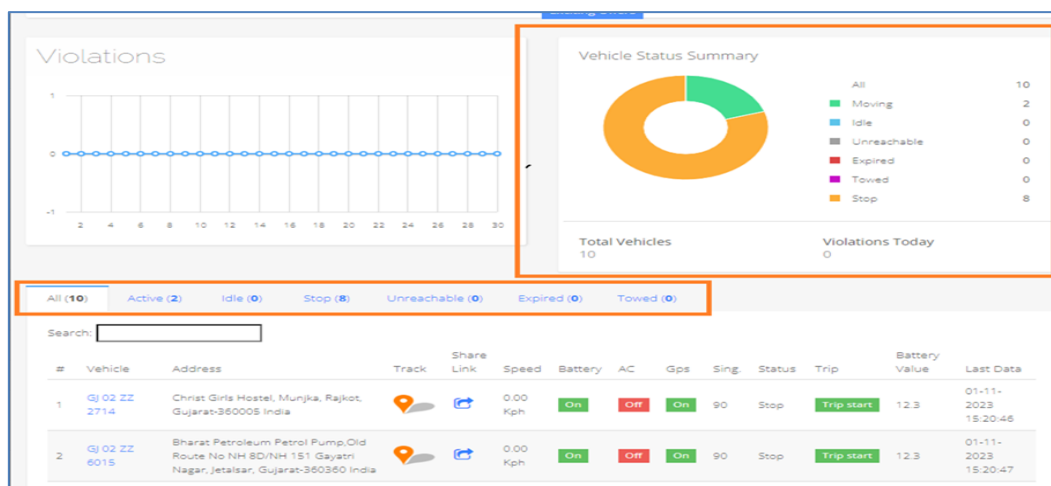 Violations
1
0
-1
2 4 6 8 10 12 14 16 18 20 22 24 26 28 30
Vehicle Status Summary
All 10
Moving 2
Idle 0
Unreachable 0
Expired 0
Towed 0
Stop 8
Total Vehicles
10
Violations Today
0
All (10) Active (2) Idle (0) Stop (8) Unreachable (0) Expired (0) Towed (0)
Search:
# Vehicle Address Track Share Link Speed Battery AC Gps Sing. Status Trip Battery Value Last Data
1 GJ 02 ZZ 2714 Christ Girls Hostel, Munjka, Rajkot, Gujarat-360005 India 0.00 Kph On Off On 90 Stop Trip start 12.3 01-11-2023 15:20:46
2 GJ 02 ZZ 6015 Bharat Petroleum Petrol Pump,Old Route No NH 8D/NH 151 Gayatri Nagar, Jetalsar, Gujarat-360360 India 0.00 Kph On Off On 90 Stop Trip start 12.3 01-11-2023 15:20:47